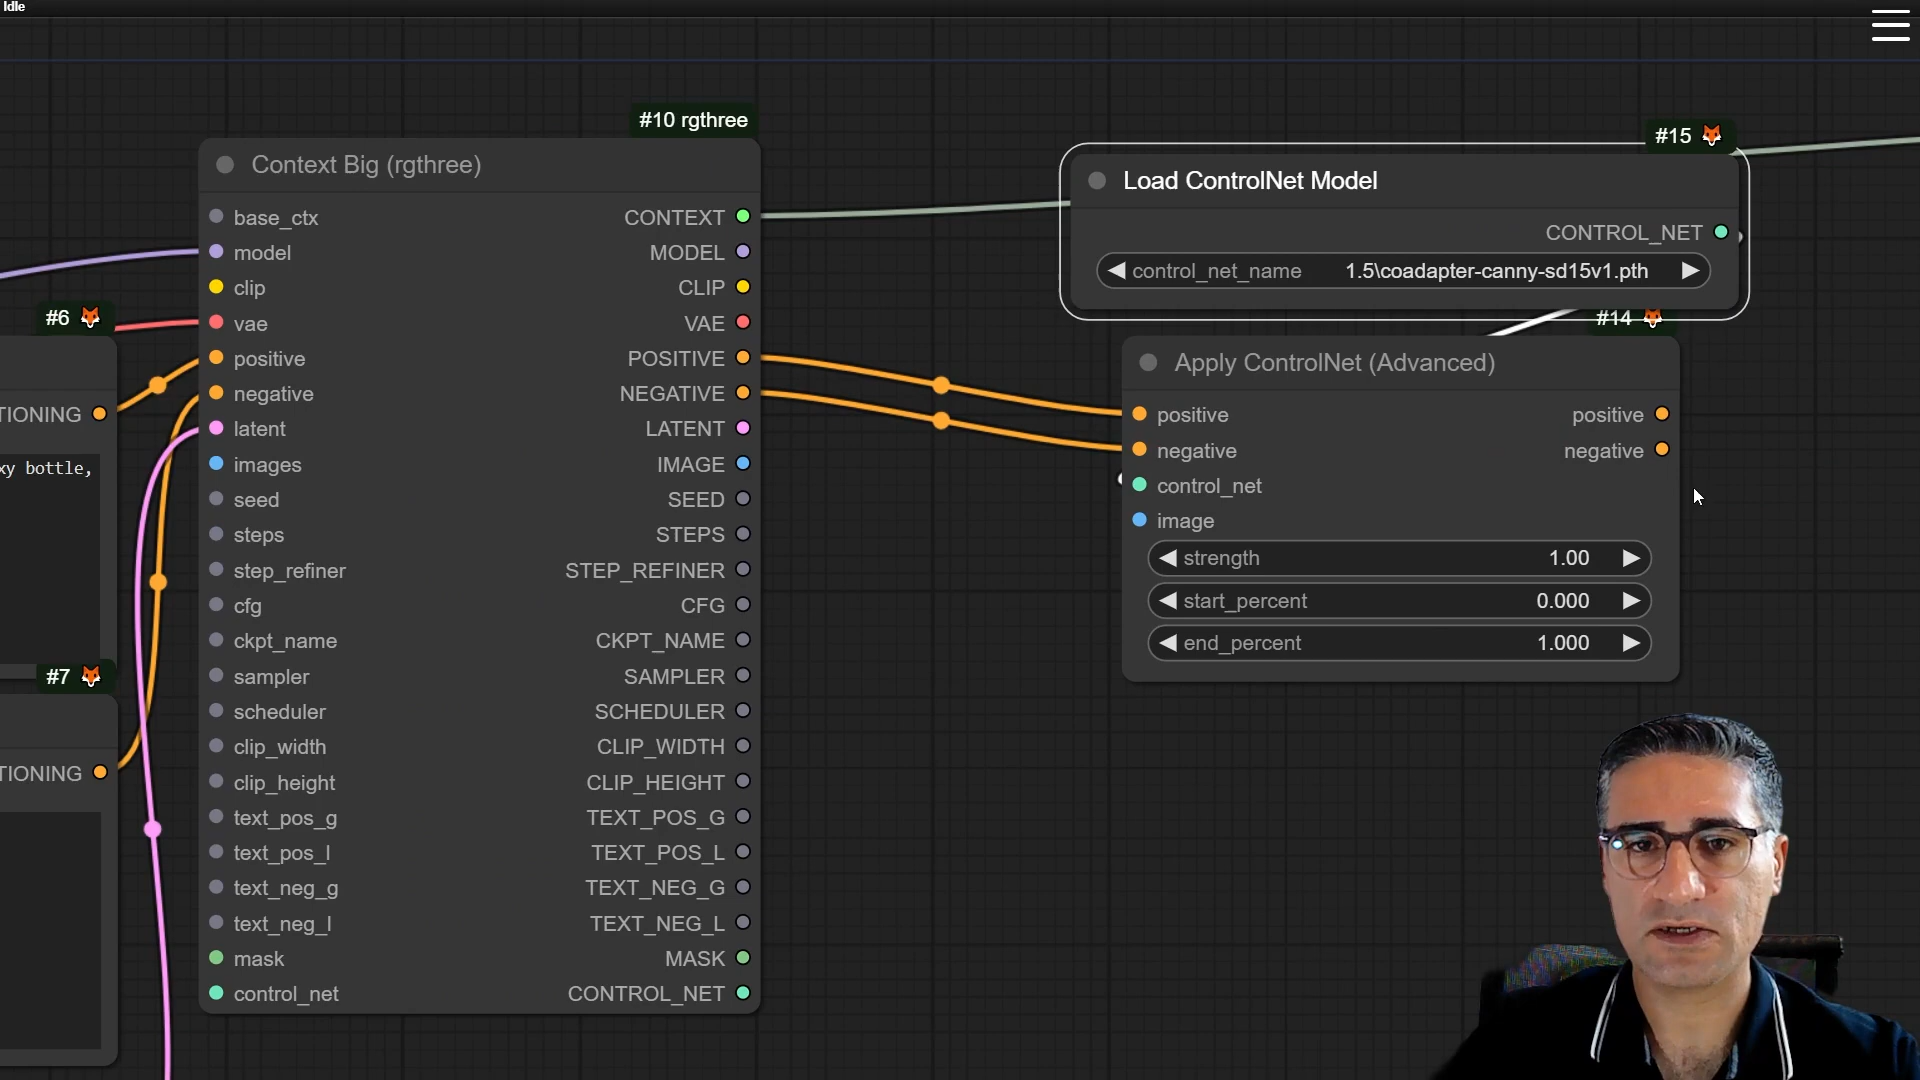 Idle
#10 rgthree
Context Big (rgthree)
base_ctx CONTEXT
model MODEL
clip CLIP
vae VAE
positive POSITIVE
negative NEGATIVE
latent LATENT
images IMAGE
seed SEED
steps STEPS
step_refiner STEP_REFINER
cfg CFG
ckpt_name CKPT_NAME
sampler SAMPLER
scheduler SCHEDULER
clip_width CLIP_WIDTH
clip_height CLIP_HEIGHT
text_pos_g TEXT_POS_G
text_pos_l TEXT_POS_L
text_neg_g TEXT_NEG_G
text_neg_l TEXT_NEG_L
mask MASK
control_net CONTROL_NET
#6
TIONING
xy bottle,
#7
TIONING
#15
Load ControlNet Model
CONTROL_NET
control_net_name 1.5\coadapter-canny-sd15v1.pth
#14
Apply ControlNet (Advanced)
positive positive
negative negative
control_net
image
strength 1.00
start_percent 0.000
end_percent 1.000